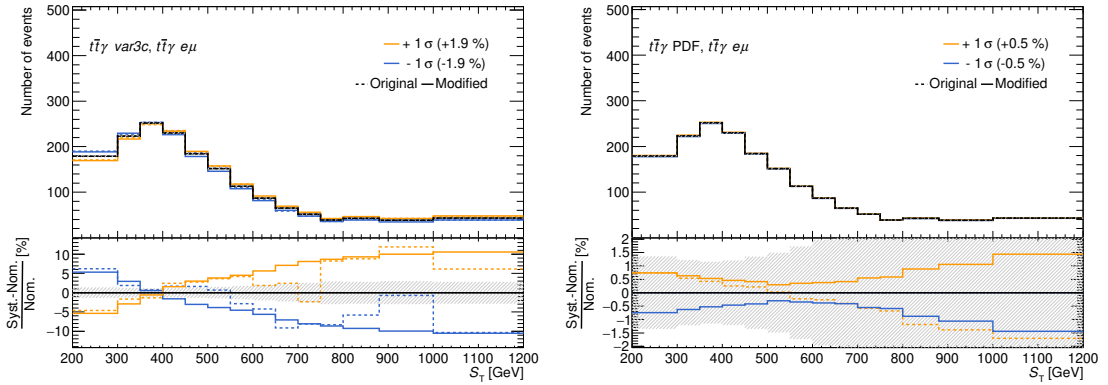 Number of events
500
400
300
200
100
tt̄γ var3c, tt̄γ eμ
+ 1 σ (+1.9 %)
- 1 σ (-1.9 %)
Original Modified
Syst.-Nom. [%]
Nom.
10
5
0
−5
−10
200 300 400 500 600 700 800 900 1000 1100 1200
S_T [GeV]
Number of events
500
400
300
200
100
tt̄γ PDF, tt̄γ eμ
+ 1 σ (+0.5 %)
- 1 σ (-0.5 %)
Original Modified
Syst.-Nom. [%]
Nom.
2
1.5
1
0.5
0
−0.5
−1
−1.5
−2
200 300 400 500 600 700 800 900 1000 1100 1200
S_T [GeV]